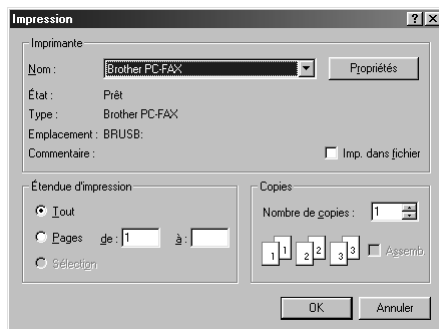 Impression
Imprimante
Nom : Brother PC-FAX Propriétés
État : Prêt
Type : Brother PC-FAX
Emplacement : BRUSB:
Commentaire : Imp. dans fichier
Étendue d'impression
Tout
Pages de : 1 à :
Sélection
Copies
Nombre de copies : 1
1 1 2 2 3 3 Assemb.
OK Annuler